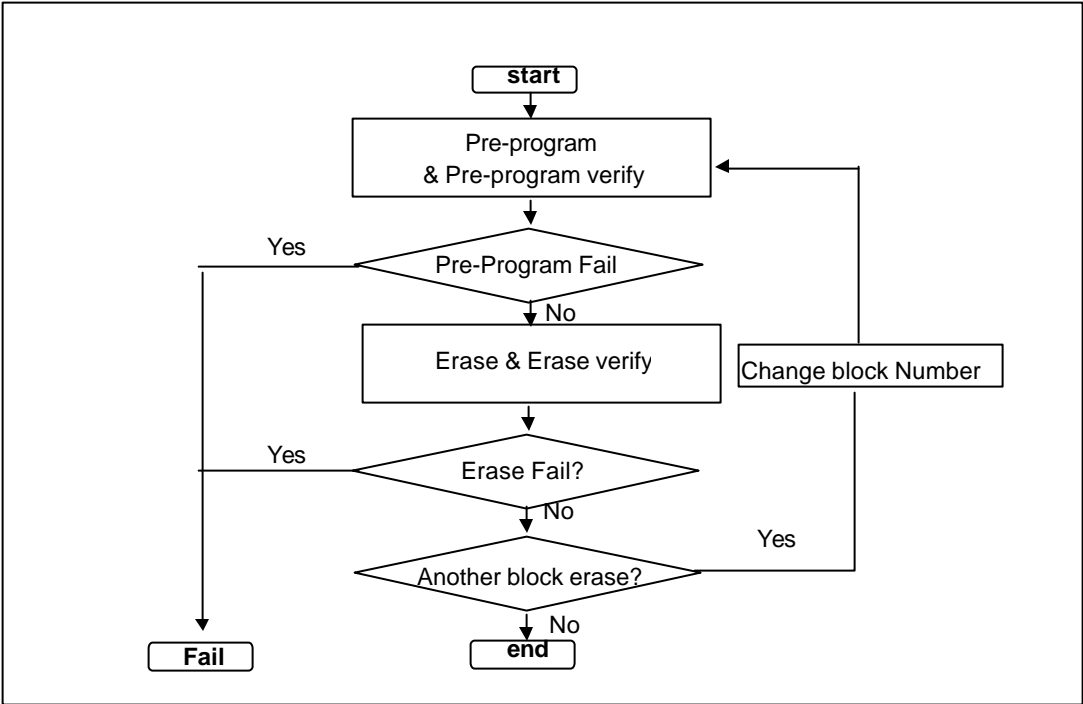 start
Pre-program
& Pre-program verify
Yes
Pre-Program Fail
No
Erase & Erase verify
Change block Number
Yes
Erase Fail?
No
Yes
Another block erase?
No
end
Fail